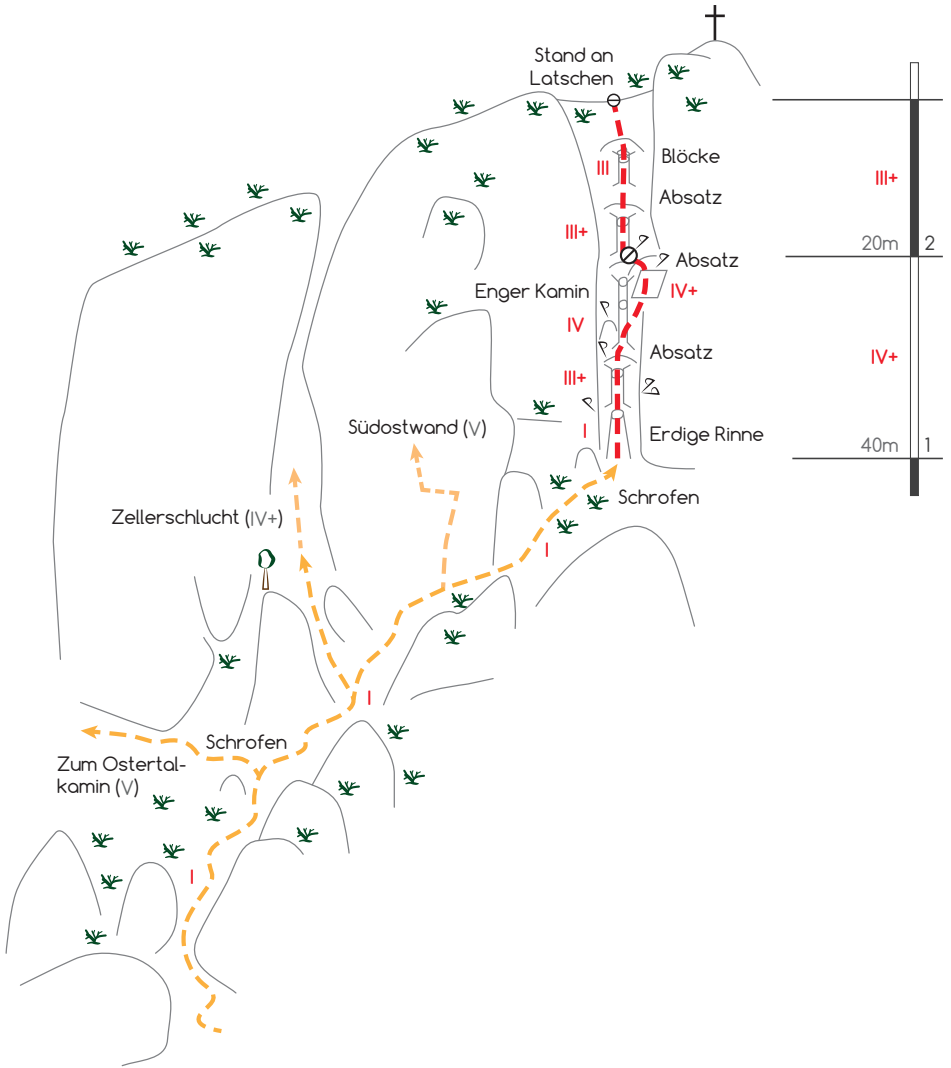 Stand an
Latschen
III
Blöcke
Absatz
III+
III+
20m
2
Absatz
Enger Kamin
IV+
IV
Absatz
IV+
III+
Südostwand (V)
I
Erdige Rinne
40m
1
Schrofen
Zellerschlucht (IV+)
I
I
Schrofen
Zum Ostertal-
kamin (V)
I